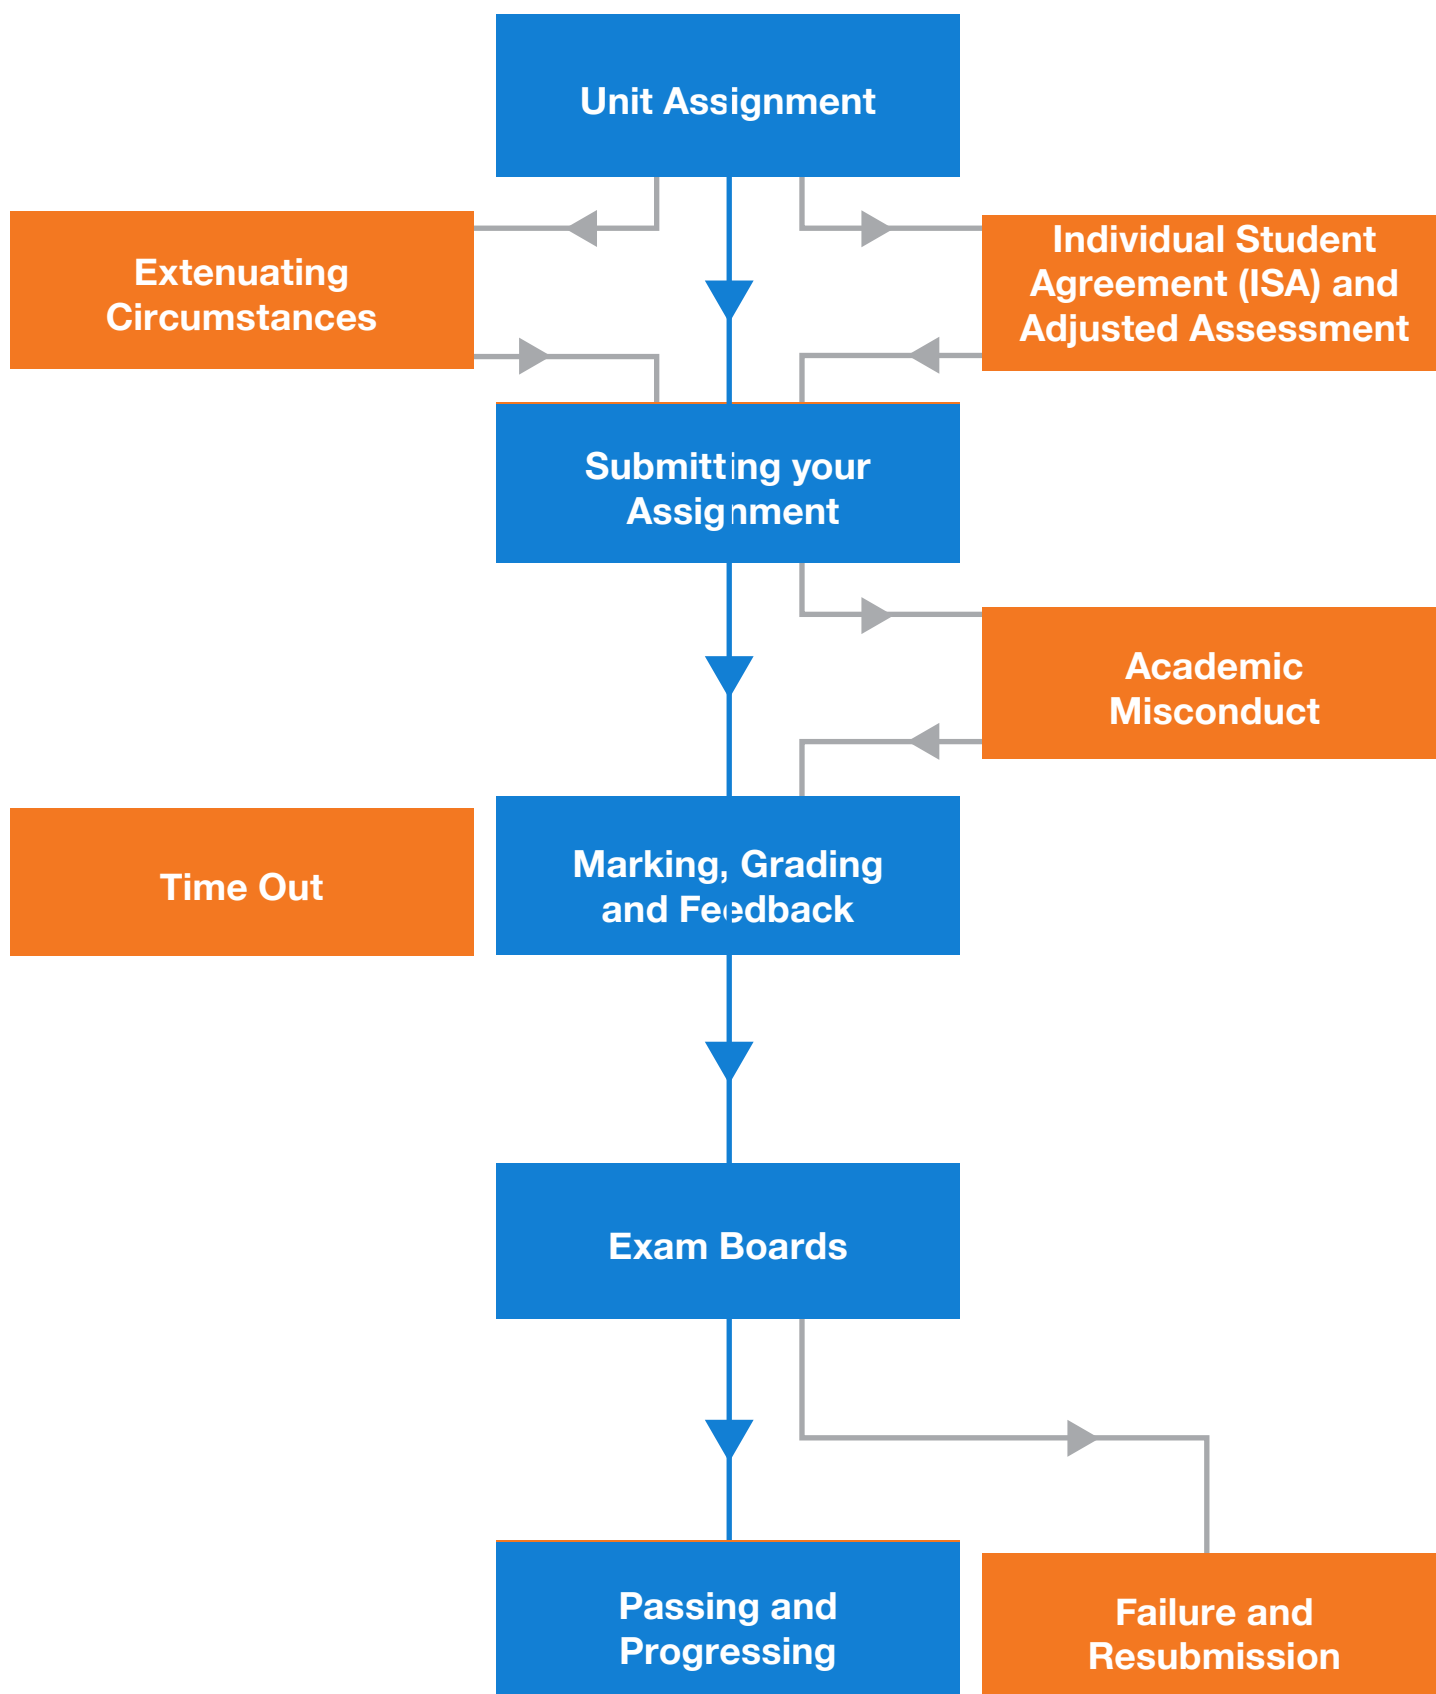 Unit Assignment
Extenuating
Circumstances
Individual Student
Agreement (ISA) and
Adjusted Assessment
Submitting your
Assignment
Academic
Misconduct
Time Out
Marking, Grading
and Feedback
Exam Boards
Passing and
Progressing
Failure and
Resubmission